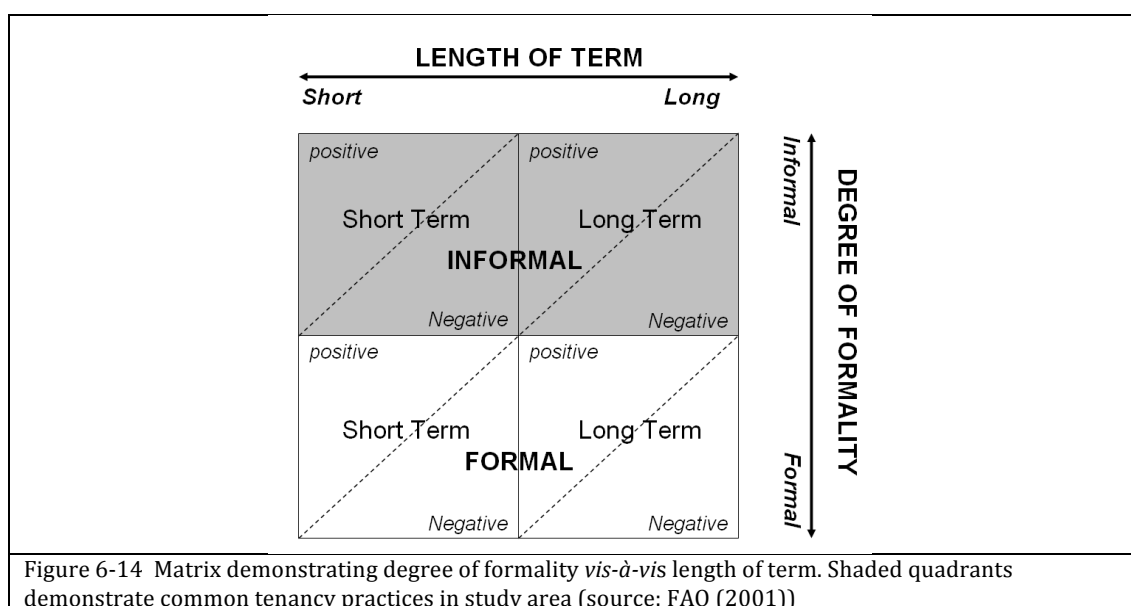 LENGTH OF TERM
Short Long
positive positive
Short Term Long Term
INFORMAL
Negative Negative
positive positive
Short Term Long Term
FORMAL
Negative Negative
Informal
Formal
DEGREE OF FORMALITY
Figure 6-14 Matrix demonstrating degree of formality vis-à-vis length of term. Shaded quadrants
demonstrate common tenancy practices in study area (source: FAO (2001))